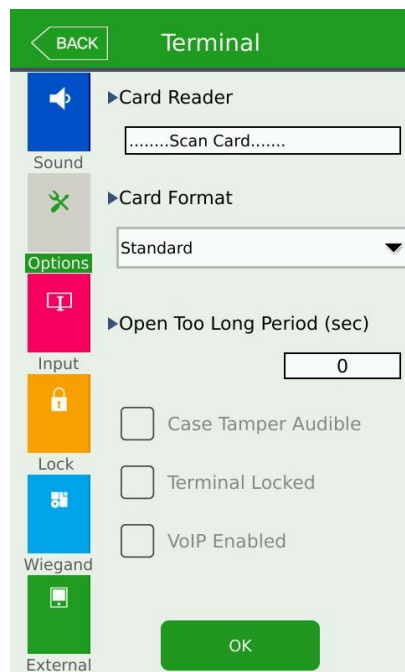 BACK
Terminal
Sound
Options
Input
Lock
Wiegand
External
▶Card Reader
........Scan Card.......
▶Card Format
Standard
▶Open Too Long Period (sec)
0
Case Tamper Audible
Terminal Locked
VoIP Enabled
OK